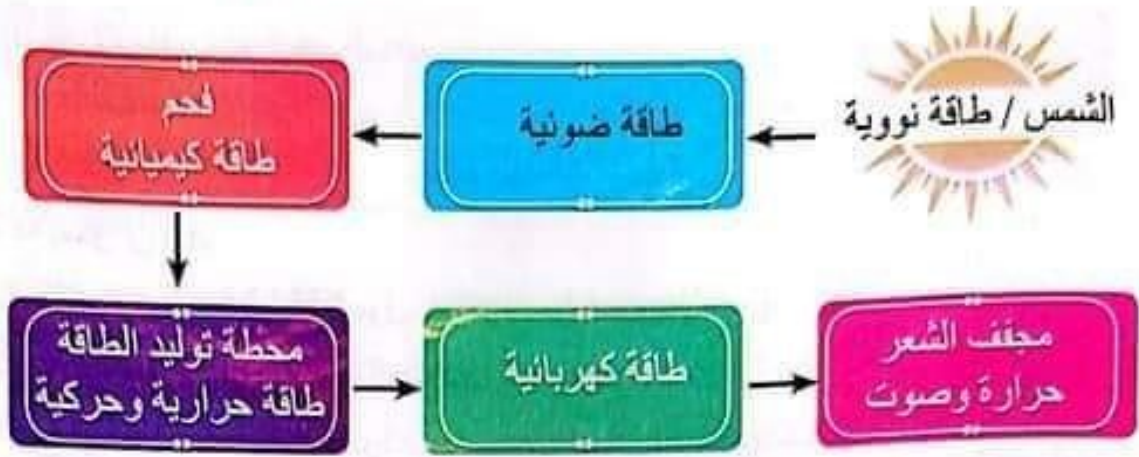 الشمس / طاقة نووية
طاقة ضوئية
فحم
طاقة كيميائية
محطة توليد الطاقة
طاقة حرارية وحركية
طاقة كهربائية
مجفف الشعر
حرارة وصوت